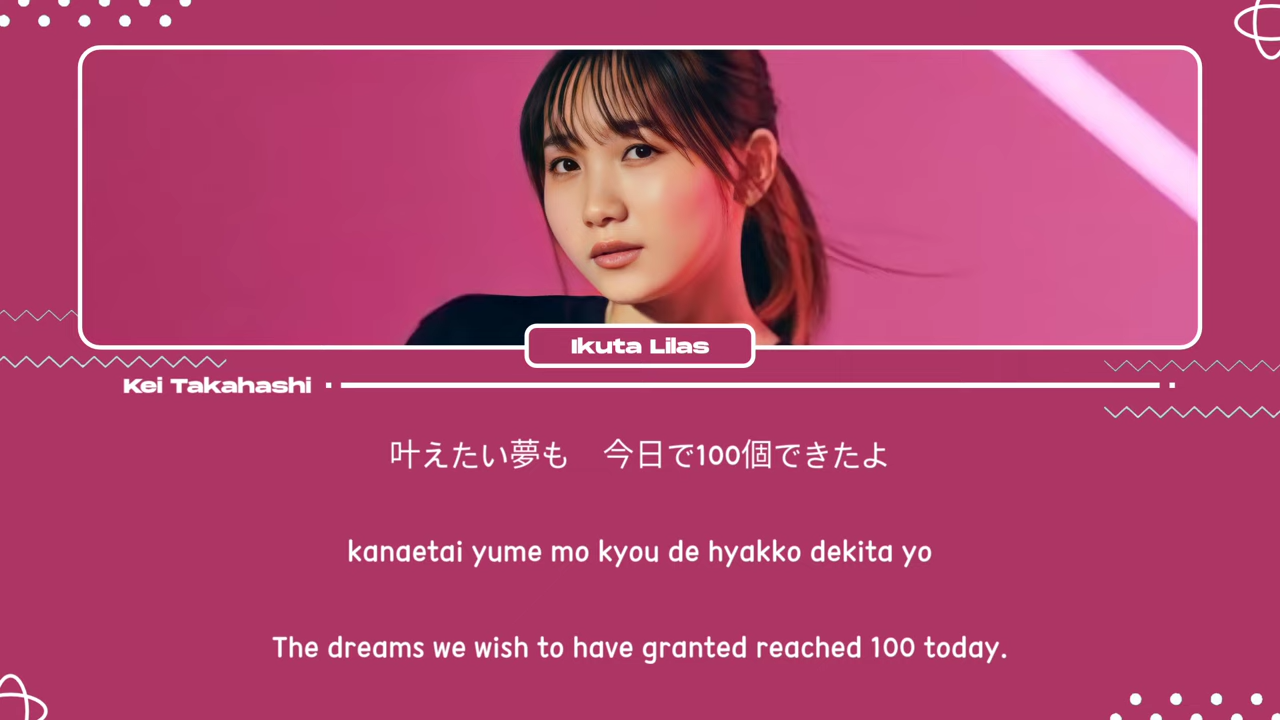 Ikuta Lilas
Kei Takahashi
叶えたい夢も　今日で100個できたよ
kanaetai yume mo kyou de hyakko dekita yo
The dreams we wish to have granted reached 100 today.